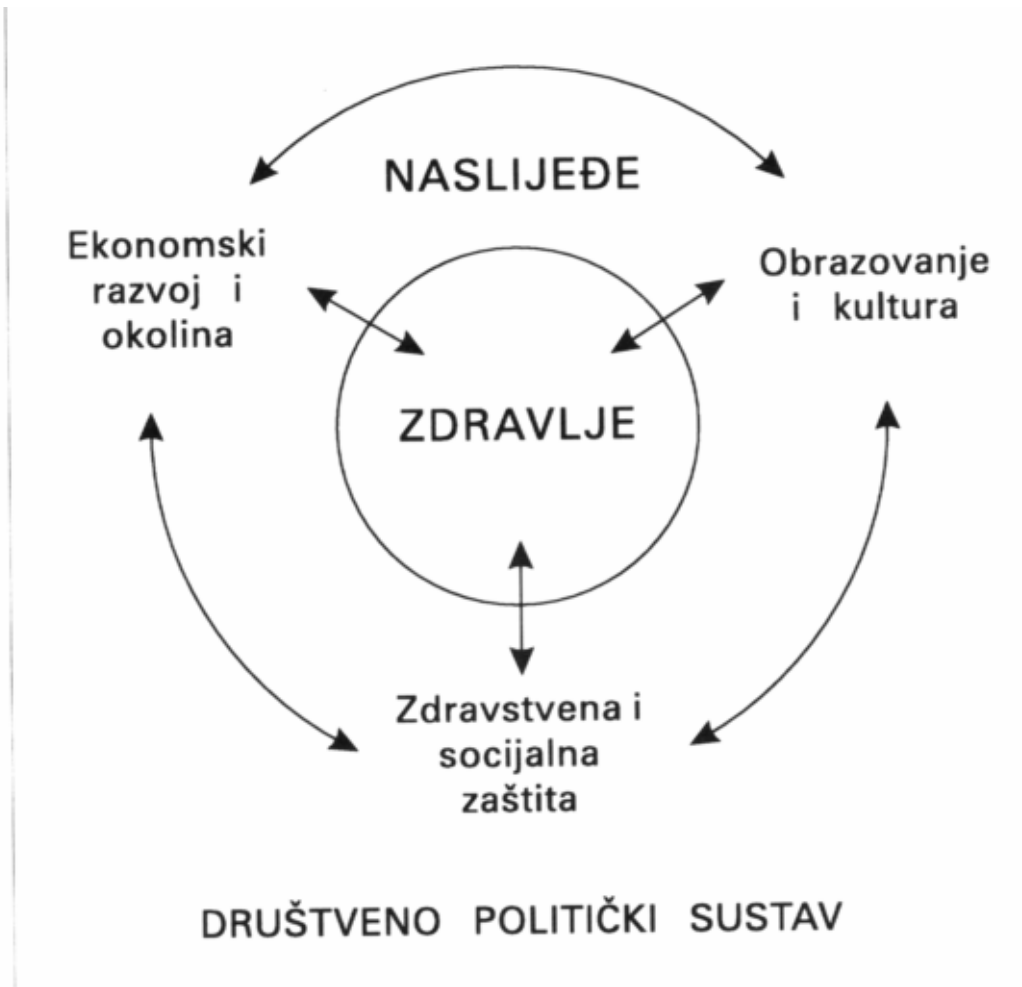 NASLIJEĐE
Ekonomski
razvoj i
okolina
Obrazovanje
i kultura
ZDRAVLJE
Zdravstvena i
socijalna
zaštita
DRUŠTVENO POLITIČKI SUSTAV